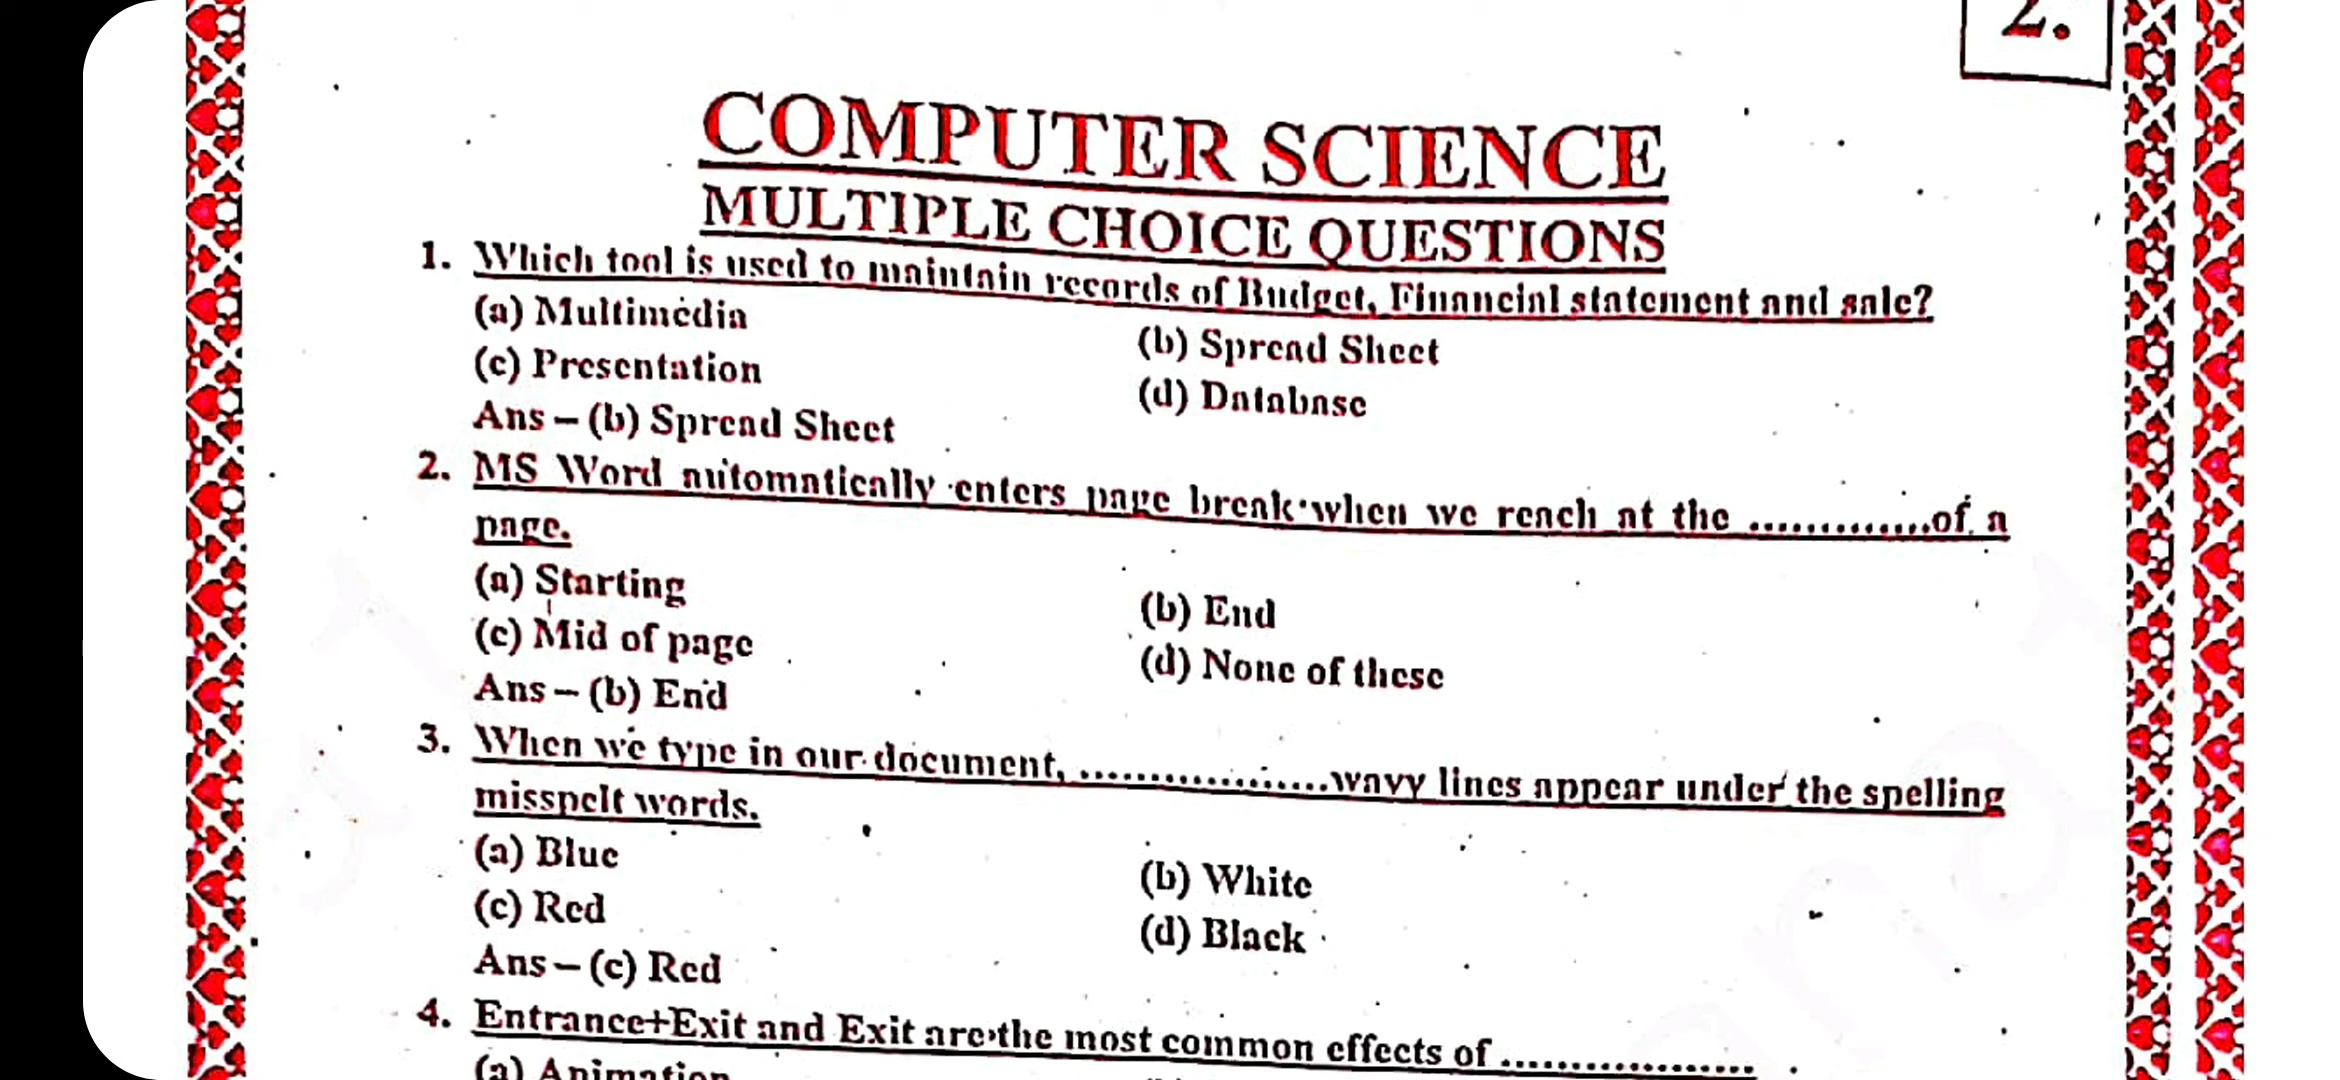 2.
COMPUTER SCIENCE
MULTIPLE CHOICE QUESTIONS
1. Which tool is used to maintain records of Budget, Financial statement and sale?
(a) Multimedia
(b) Spread Sheet
(c) Presentation
(d) Database
Ans – (b) Spread Sheet
2. MS Word automatically enters page break when we reach at the ..............of a
page.
(a) Starting
(b) End
(c) Mid of page
(d) None of these
Ans – (b) End
3. When we type in our document, ....................wavy lines appear under the spelling
misspelt words.
(a) Blue
(b) White
(c) Red
(d) Black
Ans – (c) Red
4. Entrance+Exit and Exit are the most common effects of ...................
(a) Animation